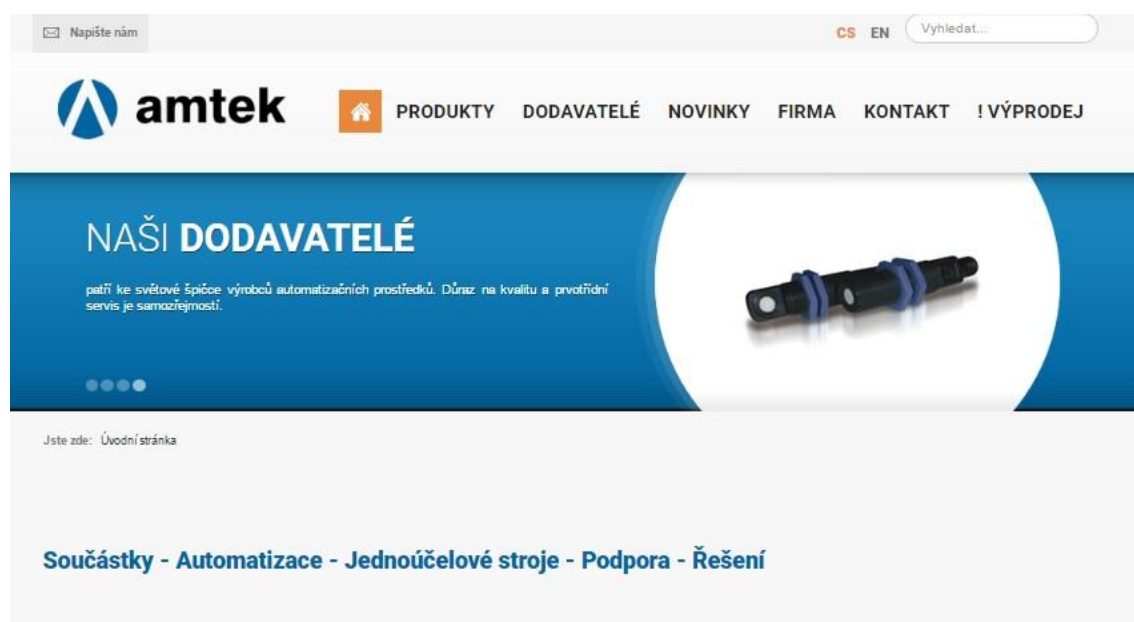 Napište nám
CS EN Vyhledat...
amtek
PRODUKTY DODAVATELÉ NOVINKY FIRMA KONTAKT ! VÝPRODEJ
NAŠI DODAVATELÉ
patří ke světové špičce výrobců automatizačních prostředků. Důraz na kvalitu a prvotřídní
servis je samozřejmostí.
Jste zde: Úvodní stránka
Součástky - Automatizace - Jednoúčelové stroje - Podpora - Řešení